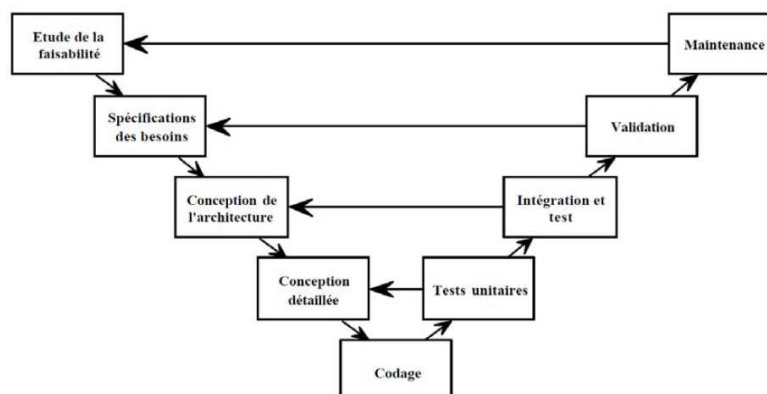 Etude de la
faisabilité
Maintenance
Spécifications
des besoins
Validation
Conception de
l'architecture
Intégration et
test
Conception
détaillée
Tests unitaires
Codage